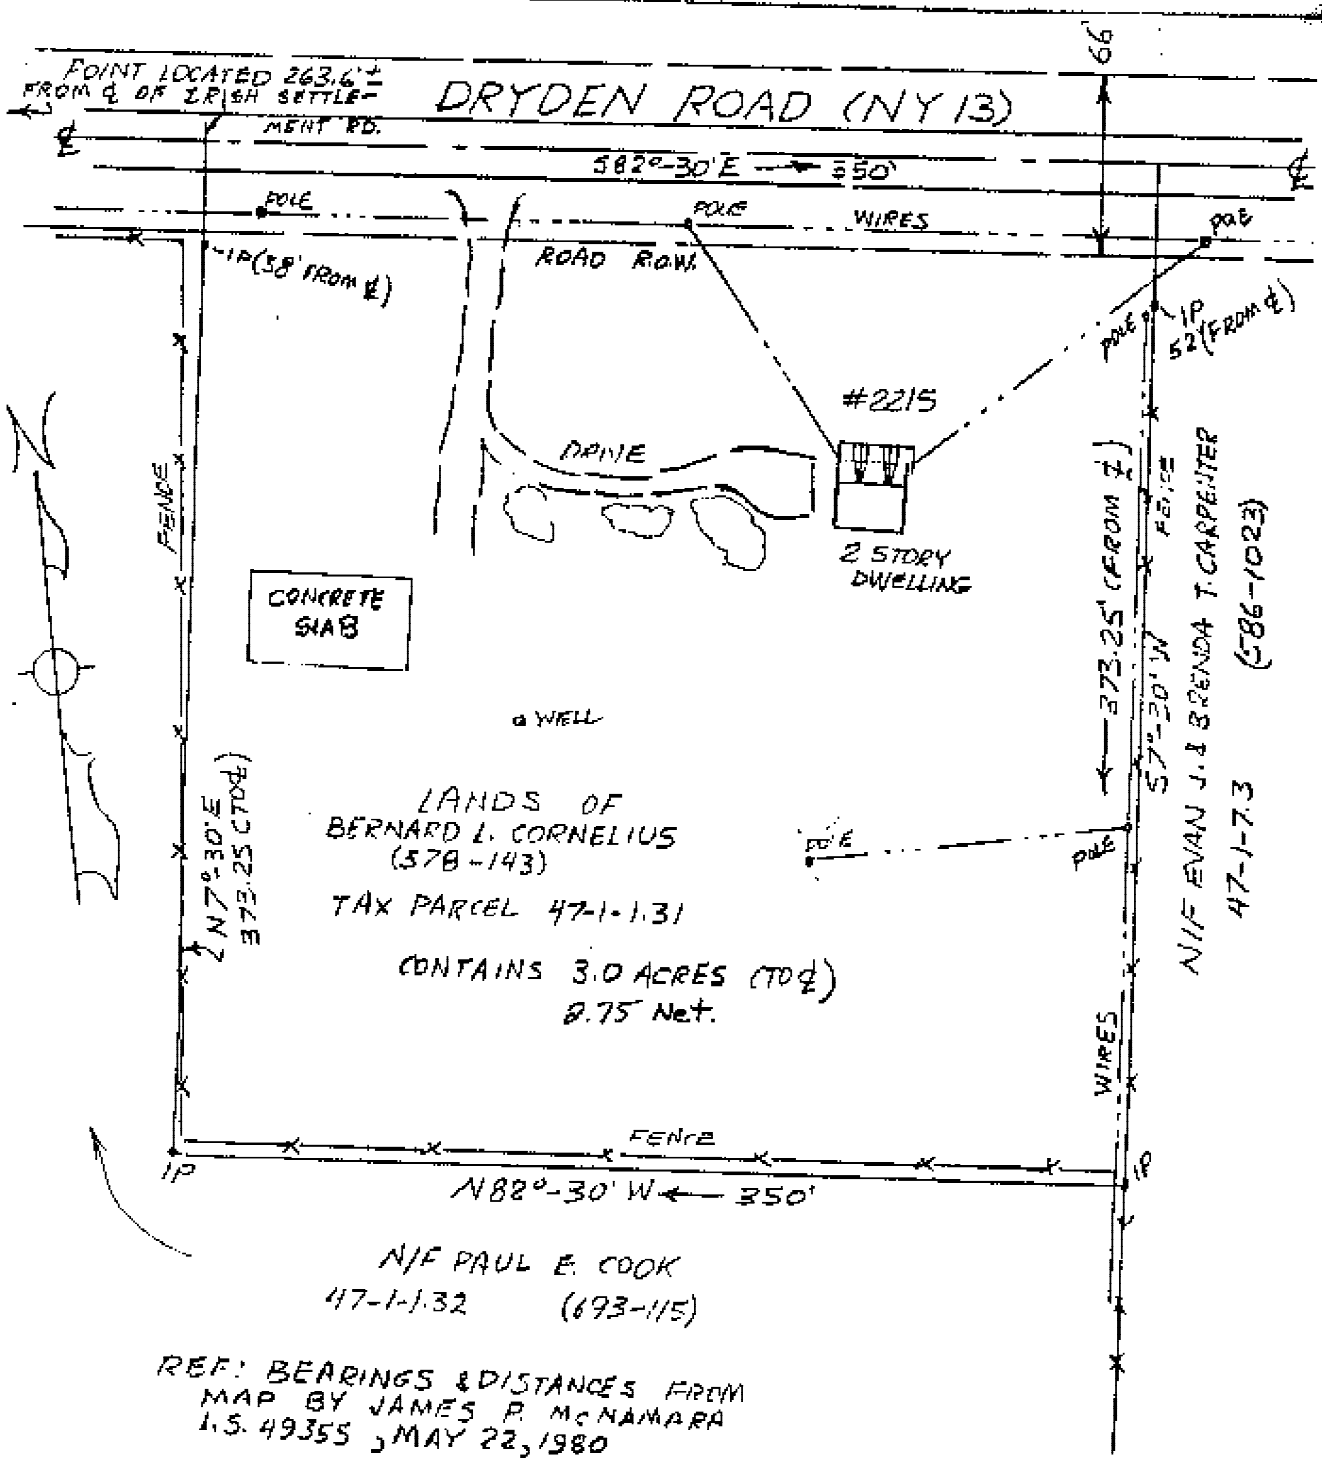 66'
POINT LOCATED 263.6'±
FROM ℄ OF IRISH SETTLE-
MENT RD.
DRYDEN ROAD (NY 13)
℄
S82°-30'E → 350'
℄
POLE
POLE
WIRES
POLE
ROAD R.O.W.
IP (38' FROM ℄)
POLE
IP
52' (FROM ℄)
#2215
DRIVE
FENCE
2 STORY
DWELLING
CONCRETE
SLAB
N
WELL
← 373.25' (FROM ℄)
S7°-30' W
FENCE
N/F EVAN J. & BRENDA T. CARPENTER
47-1-7.3 (586-1023)
N7°-30'E
373.25 (TO ℄)
LANDS OF
BERNARD L. CORNELIUS
(578-143)
TAX PARCEL 47-1-1.31
CONTAINS 3.0 ACRES (TO ℄)
2.75 Net.
POLE
POLE
WIRES
FENCE
IP
IP
N82°-30' W ← 350'
N/F PAUL E. COOK
47-1-1.32 (693-115)
REF: BEARINGS & DISTANCES FROM
MAP BY JAMES P. McNAMARA
L.S. 49355, MAY 22, 1980